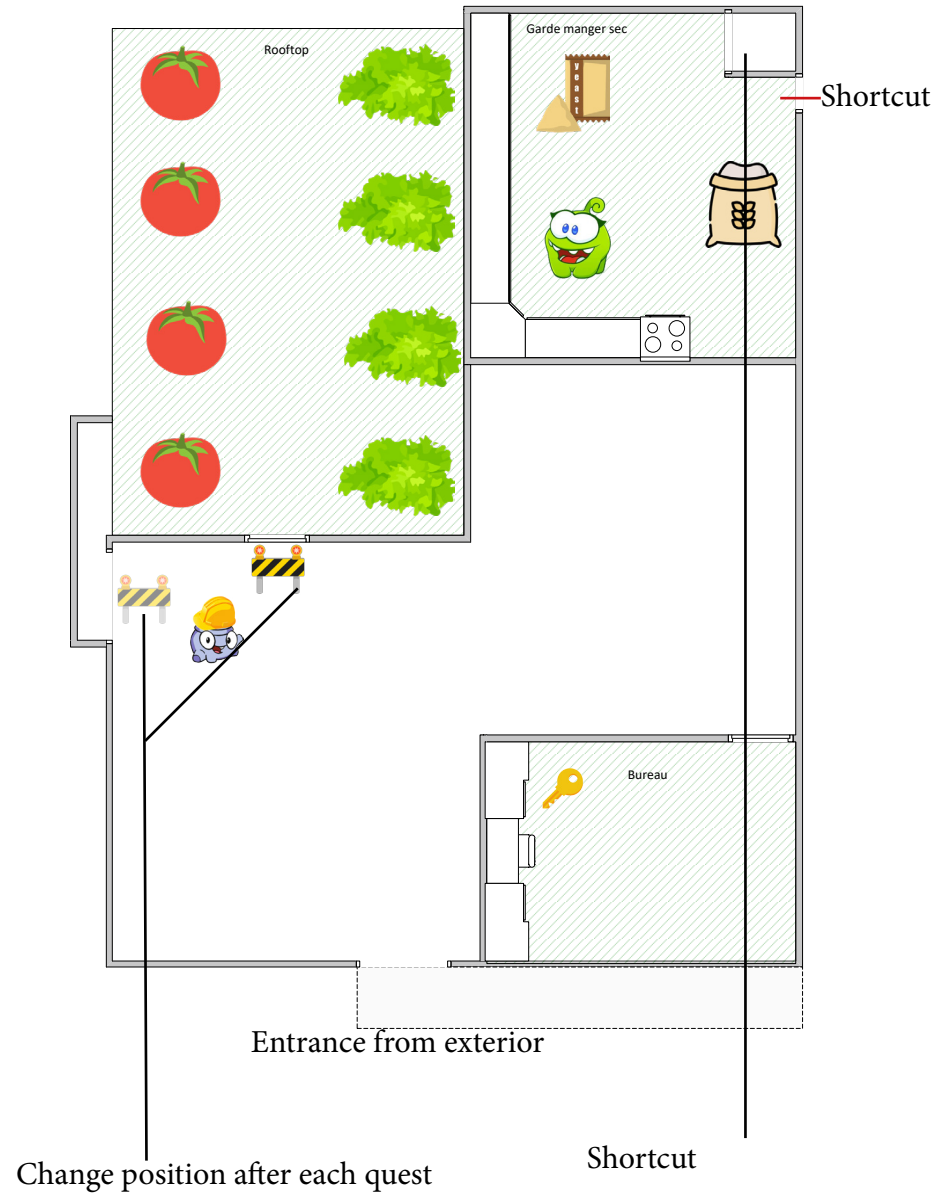 Rooftop
Garde manger sec
yeast
Shortcut
Bureau
Entrance from exterior
Shortcut
Change position after each quest